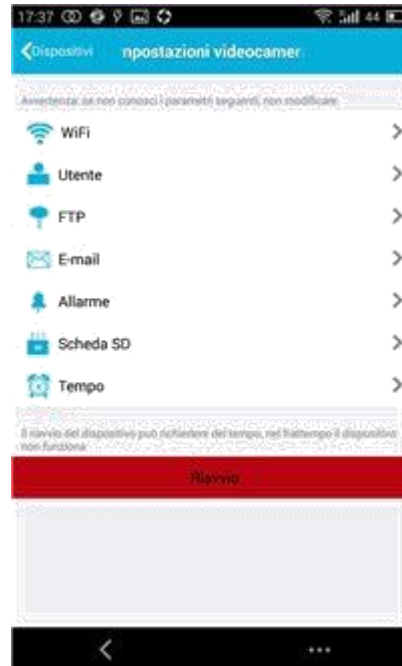 17:37 44
Dispositivi npostazioni videocamer
Avvertenza: se non conosci i parametri seguenti, non modificare
WiFi
Utente
FTP
E-mail
Allarme
Scheda SD
Tempo
Il riavvio del dispositivo può richiedere del tempo, nel frattempo il dispositivo
non funziona
Riavvio